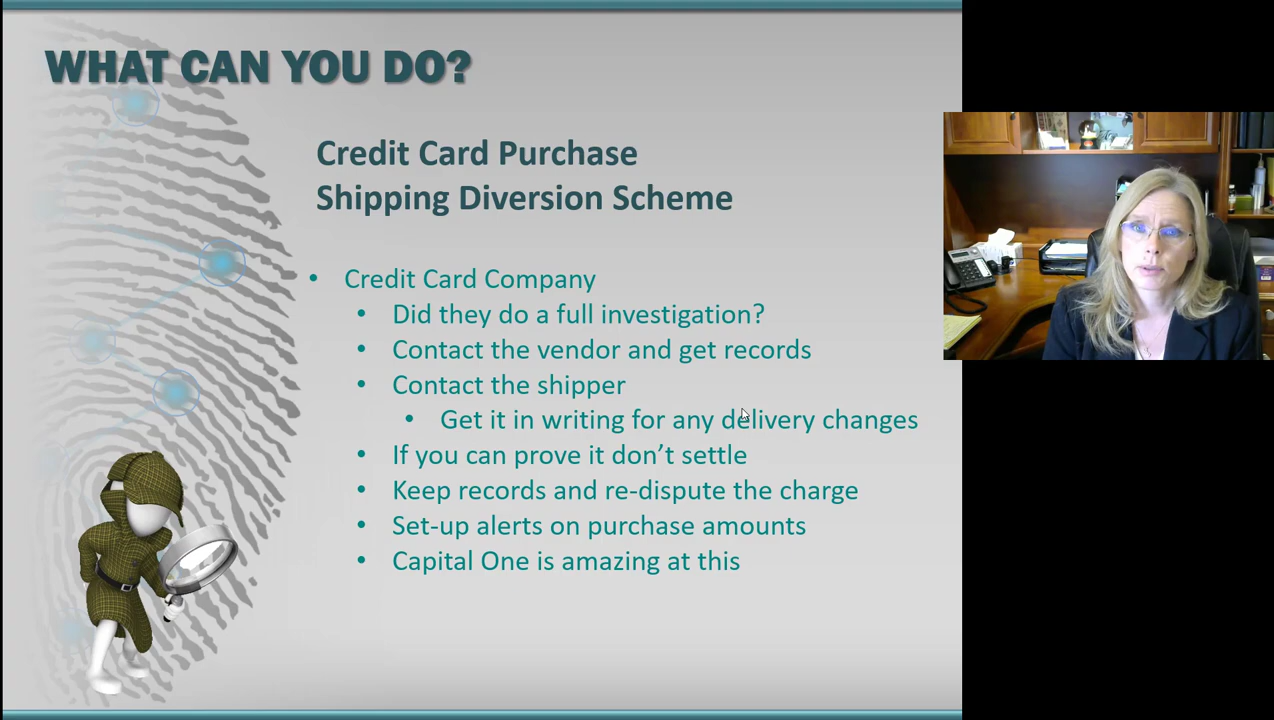 WHAT CAN YOU DO?
Credit Card Purchase
Shipping Diversion Scheme
• Credit Card Company
• Did they do a full investigation?
• Contact the vendor and get records
• Contact the shipper
• Get it in writing for any delivery changes
• If you can prove it don’t settle
• Keep records and re-dispute the charge
• Set-up alerts on purchase amounts
• Capital One is amazing at this